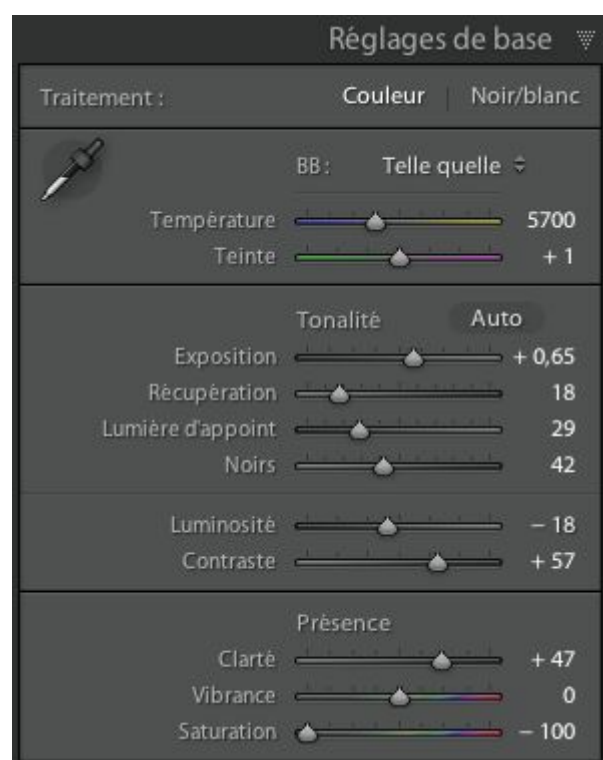 Réglages de base
Traitement : Couleur | Noir/blanc
BB : Telle quelle
Température 5700
Teinte + 1
Tonalité Auto
Exposition + 0,65
Récupération 18
Lumière d'appoint 29
Noirs 42
Luminosité – 18
Contraste + 57
Présence
Clarté + 47
Vibrance 0
Saturation – 100